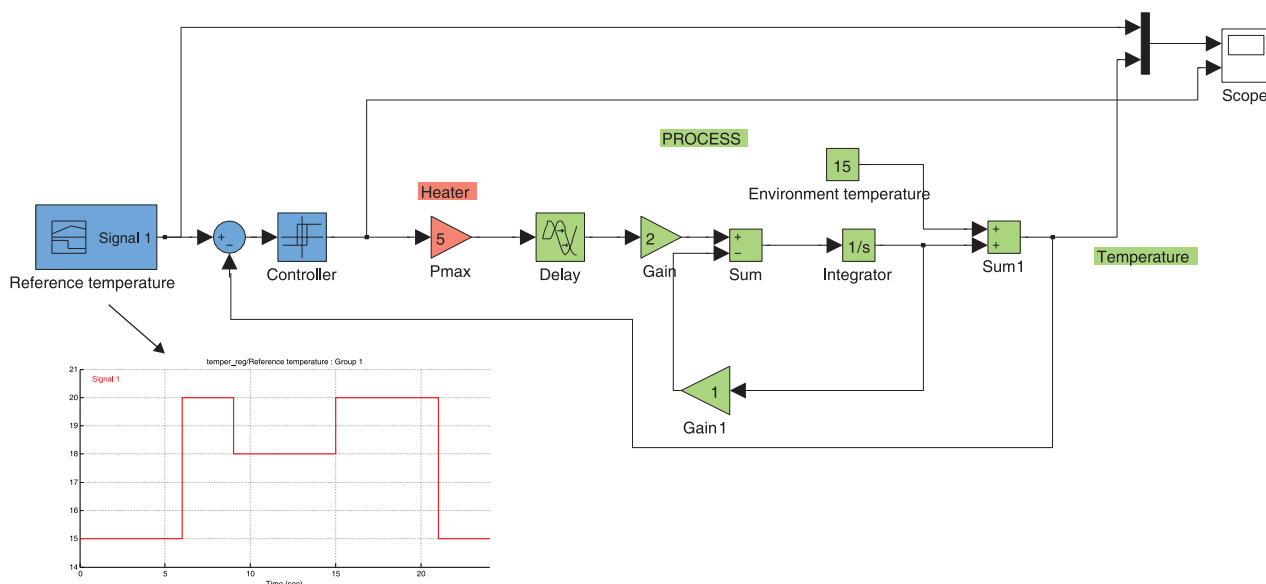 Scope
PROCESS
15
Environment temperature
Heater
Signal 1
+
−
5
2
+
−
1/s
+
+
Reference temperature
Controller
Pmax
Delay
Gain
Sum
Integrator
Sum1
Temperature
1
Gain1
temper_reg/Reference temperature : Group 1
Signal 1
21
20
19
18
17
16
15
14
0
5
10
15
20
Time (sec)